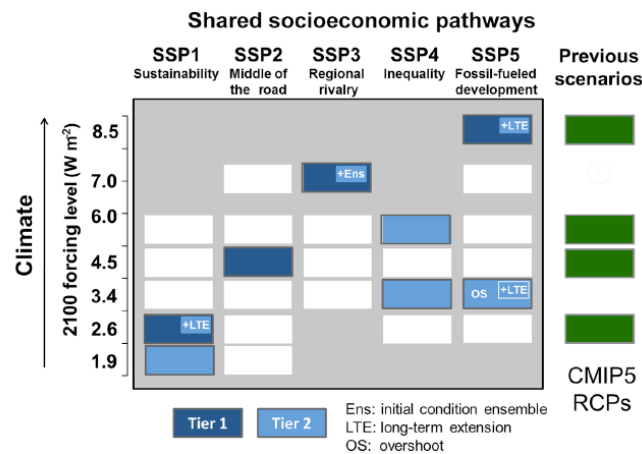 Shared socioeconomic pathways
SSP1 SSP2 SSP3 SSP4 SSP5 Previous
Sustainability Middle of Regional Inequality Fossil-fueled scenarios
the road rivalry development
Climate
2100 forcing level (W m²)
8.5 +LTE
7.0 +Ens
6.0
4.5
3.4 OS +LTE
2.6 +LTE
1.9
CMIP5
RCPs
Tier 1 Tier 2
Ens: initial condition ensemble
LTE: long-term extension
OS: overshoot